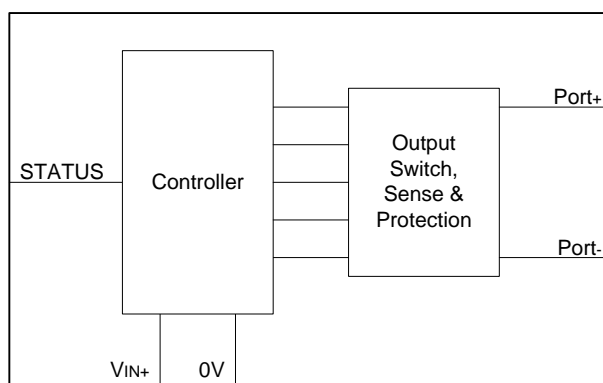 Port+
Output
Switch,
Sense &
Protection
STATUS
Controller
Port-
VIN+
0V